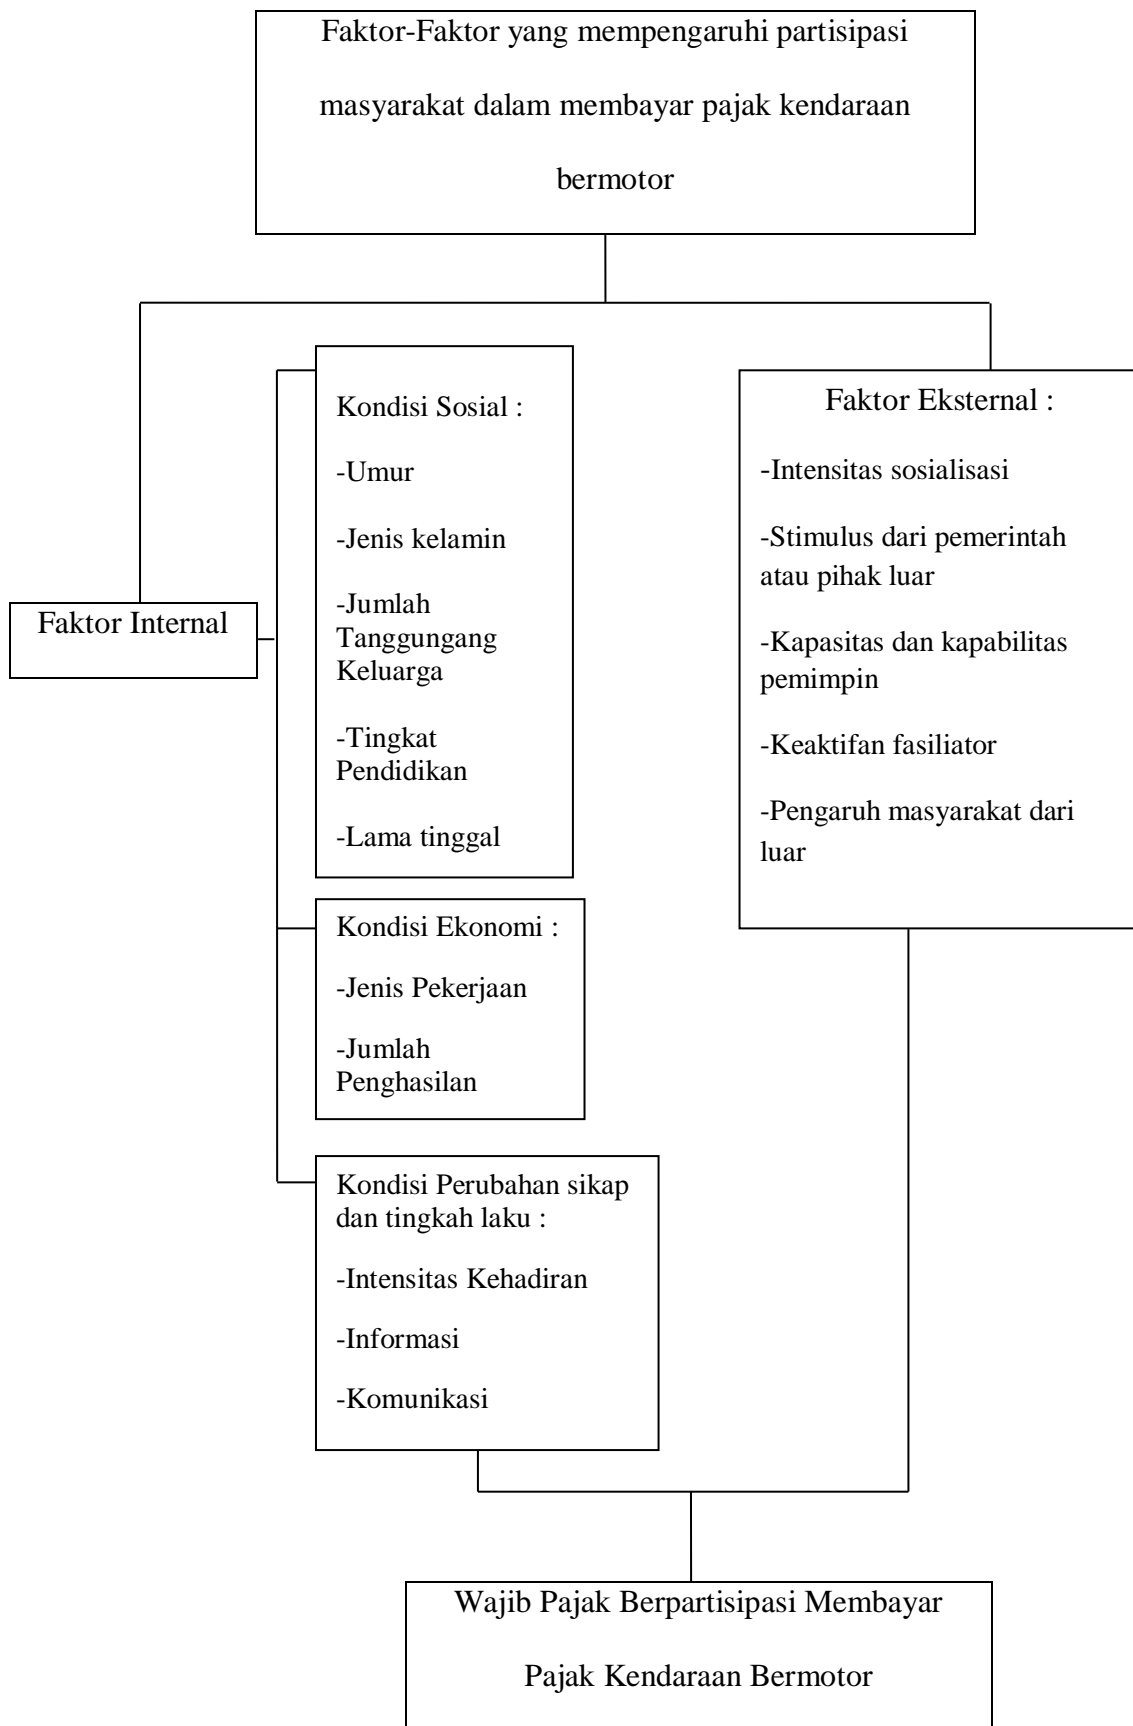 Faktor-Faktor yang mempengaruhi partisipasi
masyarakat dalam membayar pajak kendaraan
bermotor
Faktor Internal
Kondisi Sosial :
-Umur
-Jenis kelamin
-Jumlah
Tanggungang
Keluarga
-Tingkat
Pendidikan
-Lama tinggal
Kondisi Ekonomi :
-Jenis Pekerjaan
-Jumlah
Penghasilan
Kondisi Perubahan sikap
dan tingkah laku :
-Intensitas Kehadiran
-Informasi
-Komunikasi
Faktor Eksternal :
-Intensitas sosialisasi
-Stimulus dari pemerintah
atau pihak luar
-Kapasitas dan kapabilitas
pemimpin
-Keaktifan fasiliator
-Pengaruh masyarakat dari
luar
Wajib Pajak Berpartisipasi Membayar
Pajak Kendaraan Bermotor